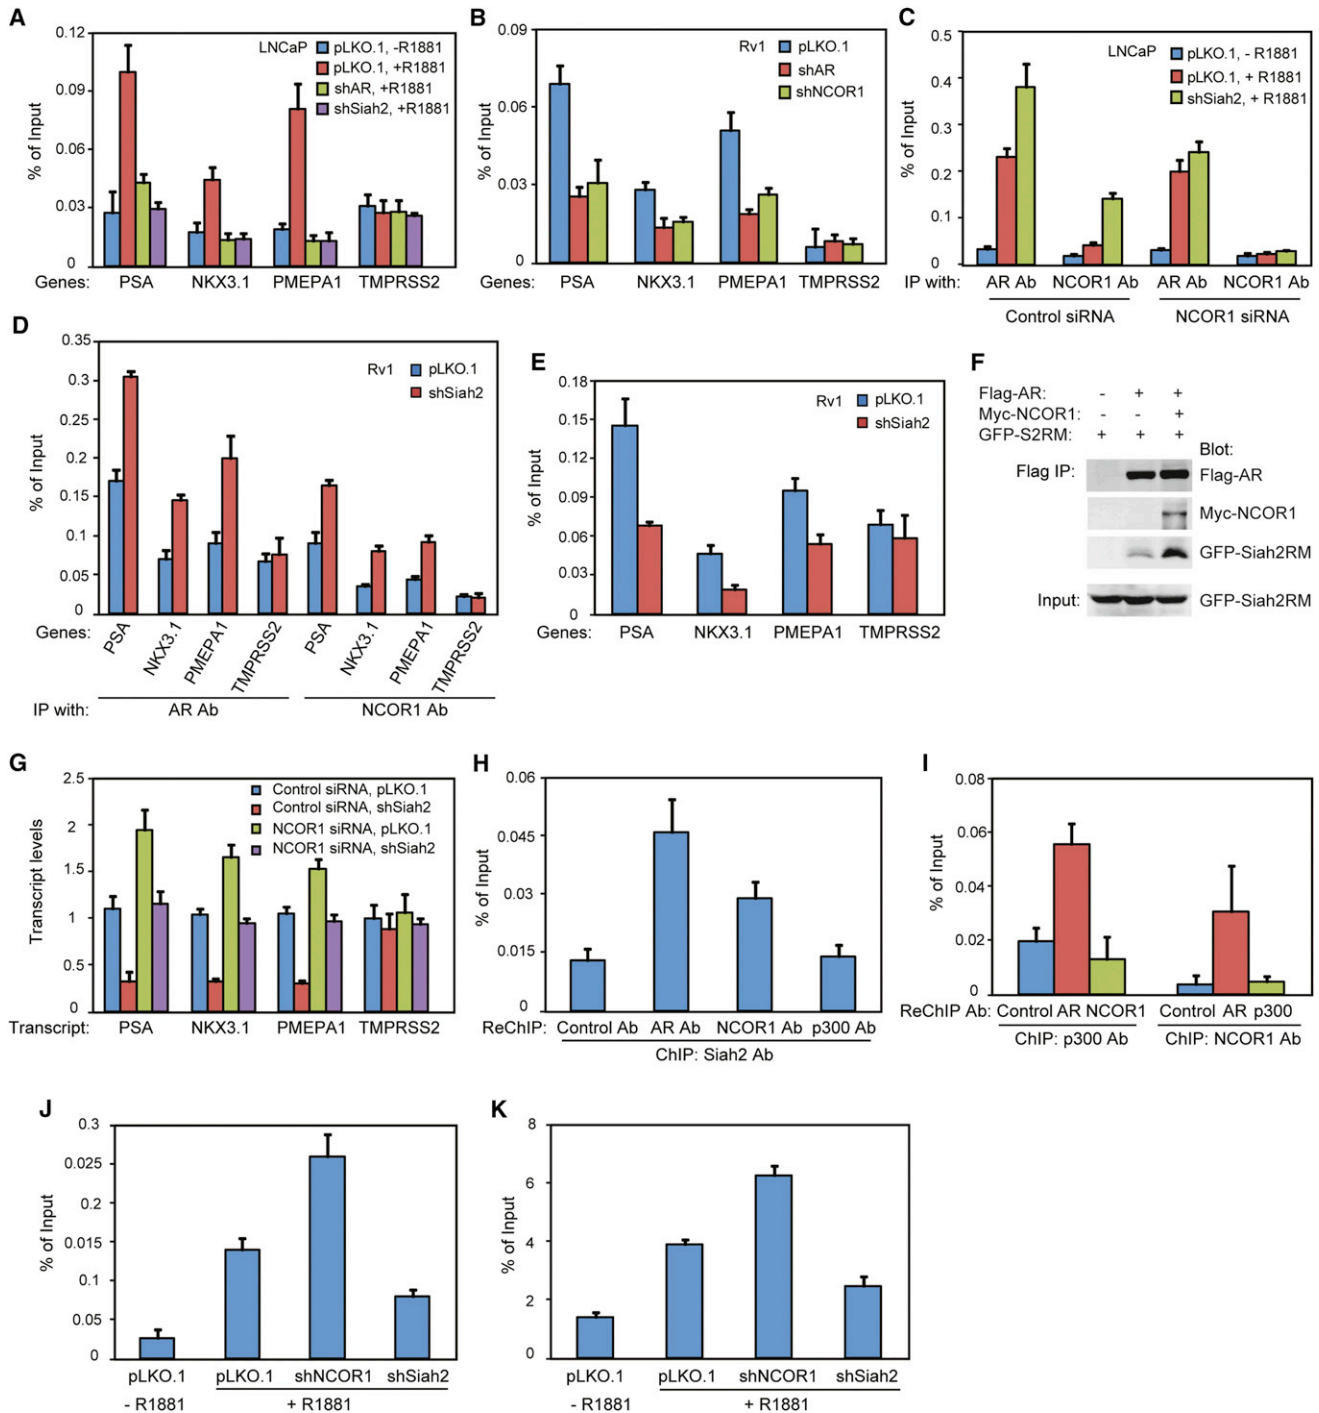 A
0.12
0.09
0.06
0.03
0
% of Input
LNCaP
pLKO.1, -R1881
pLKO.1, +R1881
shAR, +R1881
shSiah2, +R1881
Genes: PSA NKX3.1 PMEPA1 TMPRSS2
B
0.09
0.06
0.03
0
% of Input
Rv1
pLKO.1
shAR
shNCOR1
Genes: PSA NKX3.1 PMEPA1 TMPRSS2
C
0.5
0.4
0.3
0.2
0.1
0
% of Input
LNCaP
pLKO.1, - R1881
pLKO.1, + R1881
shSiah2, + R1881
IP with: AR Ab NCOR1 Ab AR Ab NCOR1 Ab
Control siRNA NCOR1 siRNA
D
0.35
0.3
0.25
0.2
0.15
0.1
0.05
0
% of Input
Rv1
pLKO.1
shSiah2
Genes: PSA NKX3.1 PMEPA1 TMPRSS2 PSA NKX3.1 PMEPA1 TMPRSS2
IP with: AR Ab NCOR1 Ab
E
0.18
0.15
0.12
0.09
0.06
0.03
0
% of Input
Rv1
pLKO.1
shSiah2
Genes: PSA NKX3.1 PMEPA1 TMPRSS2
F
Flag-AR: - + +
Myc-NCOR1: - - +
GFP-S2RM: + + +
Blot:
Flag IP: Flag-AR
Myc-NCOR1
GFP-Siah2RM
Input: GFP-Siah2RM
G
2.5
2
1.5
1
0.5
0
Transcript levels
Control siRNA, pLKO.1
Control siRNA, shSiah2
NCOR1 siRNA, pLKO.1
NCOR1 siRNA, shSiah2
Transcript: PSA NKX3.1 PMEPA1 TMPRSS2
H
0.06
0.045
0.03
0.015
0
% of Input
ReChIP: Control Ab AR Ab NCOR1 Ab p300 Ab
ChIP: Siah2 Ab
I
0.08
0.06
0.04
0.02
0
% of Input
ReChIP Ab: Control AR NCOR1 Control AR p300
ChIP: p300 Ab ChIP: NCOR1 Ab
J
0.3
0.025
0.2
0.015
0.1
0.05
0
% of Input
pLKO.1 pLKO.1 shNCOR1 shSiah2
- R1881 + R1881
K
8
6
4
2
0
% of Input
pLKO.1 pLKO.1 shNCOR1 shSiah2
- R1881 + R1881